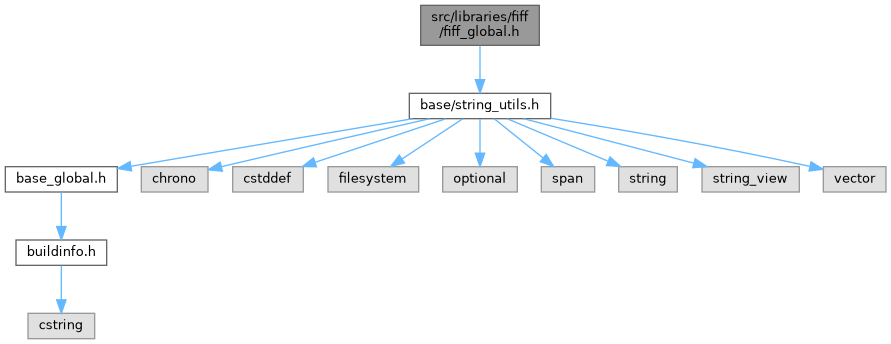 src/libraries/fiff
/fiff_global.h
base/string_utils.h
base_global.h
chrono
cstddef
filesystem
optional
span
string
string_view
vector
buildinfo.h
cstring